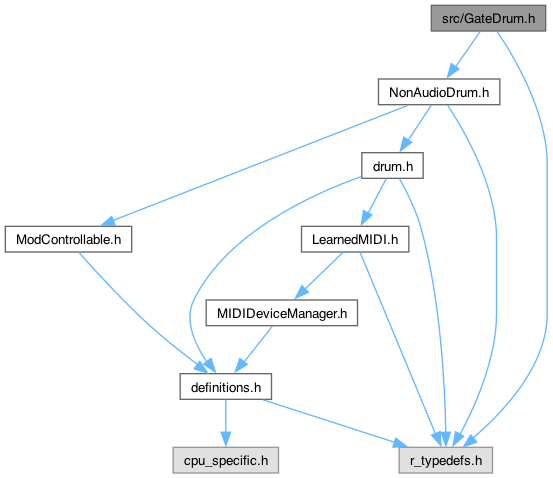 src/GateDrum.h
NonAudioDrum.h
drum.h
ModControllable.h
LearnedMIDI.h
MIDIDeviceManager.h
definitions.h
cpu_specific.h
r_typedefs.h